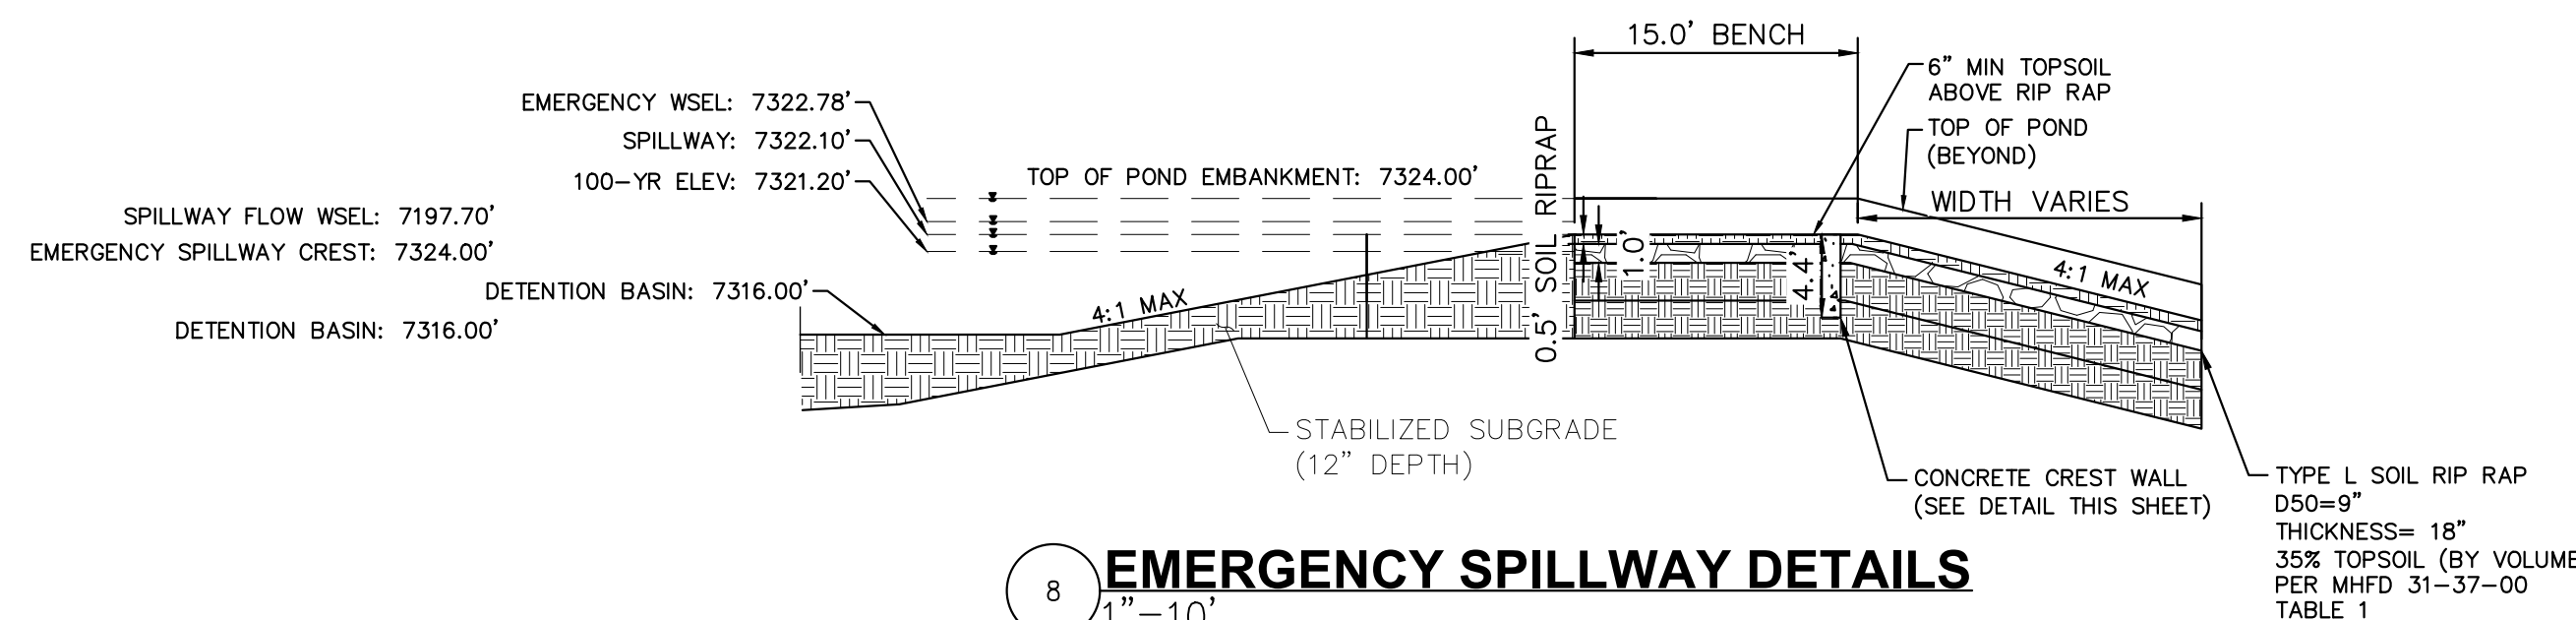 15.0' BENCH
6" MIN TOPSOIL
ABOVE RIP RAP
TOP OF POND
(BEYOND)
WIDTH VARIES
EMERGENCY WSEL: 7322.78'
SPILLWAY: 7322.10'
100-YR ELEV: 7321.20'
TOP OF POND EMBANKMENT: 7324.00'
SPILLWAY FLOW WSEL: 7197.70'
EMERGENCY SPILLWAY CREST: 7324.00'
DETENTION BASIN: 7316.00'
DETENTION BASIN: 7316.00'
4:1 MAX
0.5' SOIL RIPRAP
1.0'
4.4'
4:1 MAX
STABILIZED SUBGRADE
(12" DEPTH)
CONCRETE CREST WALL
(SEE DETAIL THIS SHEET)
TYPE L SOIL RIP RAP
D50=9"
THICKNESS= 18"
35% TOPSOIL (BY VOLUME
PER MHFD 31-37-00
TABLE 1
8
EMERGENCY SPILLWAY DETAILS
1"-10'